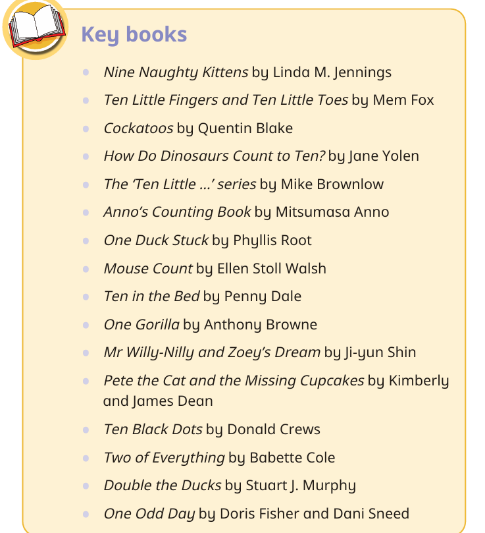 Key books
Nine Naughty Kittens by Linda M. Jennings
Ten Little Fingers and Ten Little Toes by Mem Fox
Cockatoos by Quentin Blake
How Do Dinosaurs Count to Ten? by Jane Yolen
The ‘Ten Little ...’ series by Mike Brownlow
Anno’s Counting Book by Mitsumasa Anno
One Duck Stuck by Phyllis Root
Mouse Count by Ellen Stoll Walsh
Ten in the Bed by Penny Dale
One Gorilla by Anthony Browne
Mr Willy-Nilly and Zoey’s Dream by Ji-yun Shin
Pete the Cat and the Missing Cupcakes by Kimberly
and James Dean
Ten Black Dots by Donald Crews
Two of Everything by Babette Cole
Double the Ducks by Stuart J. Murphy
One Odd Day by Doris Fisher and Dani Sneed